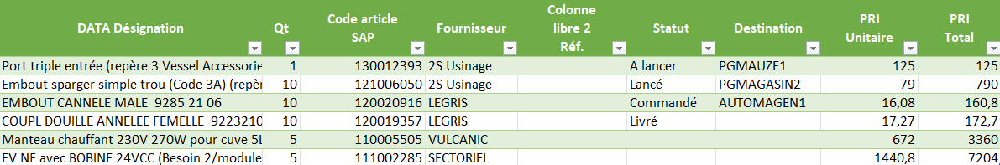 DATA Désignation Qt Code article SAP Fournisseur Colonne libre 2 Réf. Statut Destination PRI Unitaire PRI Total
Port triple entrée (repère 3 Vessel Accessorie 1 130012393 2S Usinage A lancer PGMAUZE1 125 125
Embout sparger simple trou (Code 3A) (repèr 10 121006050 2S Usinage Lancé PGMAGASIN2 79 790
EMBOUT CANNELE MALE 9285 21 06 10 120020916 LEGRIS Commandé AUTOMAGEN1 16,08 160,8
COUPL DOUILLE ANNELEE FEMELLE 9223210 10 120019357 LEGRIS Livré 17,27 172,7
Manteau chauffant 230V 270W pour cuve 5L 5 110005505 VULCANIC 672 3360
EV NF avec BOBINE 24VCC (Besoin 2/module 5 111002285 SECTORIEL 1440,8 7204